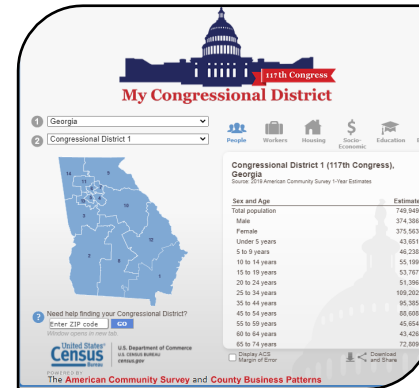 117th Congress
My Congressional District
1 Georgia
2 Congressional District 1
People Workers Housing Socio-Economic Education
Congressional District 1 (117th Congress),
Georgia
Source: 2019 American Community Survey 1-Year Estimates
Sex and Age Estimate
Total population 749,949
Male 374,386
Female 375,563
Under 5 years 43,651
5 to 9 years 46,238
10 to 14 years 55,199
15 to 19 years 53,767
20 to 24 years 51,396
25 to 34 years 109,202
35 to 44 years 95,385
45 to 54 years 88,608
55 to 59 years 45,654
60 to 64 years 43,426
65 to 74 years 72,809
Display ACS
Margin of Error
Download
and Share
? Need help finding your Congressional District?
Enter ZIP code GO
Window opens in new tab
United States®
Census
Bureau
U.S. Department of Commerce
U.S. CENSUS BUREAU
census.gov
POWERED BY
The American Community Survey and County Business Patterns